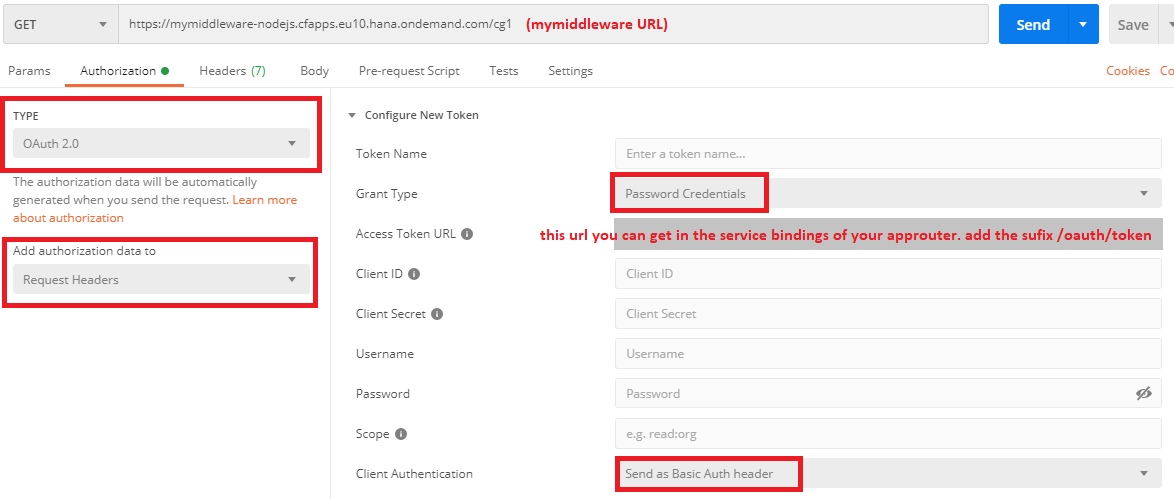 GET https://mymiddleware-nodejs.cfapps.eu10.hana.ondemand.com/cg1 (mymiddleware URL) Send Save
Params Authorization Headers (7) Body Pre-request Script Tests Settings Cookies Co
TYPE
OAuth 2.0
The authorization data will be automatically
generated when you send the request. Learn more
about authorization
Add authorization data to
Request Headers
Configure New Token
Token Name Enter a token name...
Grant Type Password Credentials
Access Token URL this url you can get in the service bindings of your approuter. add the sufix /oauth/token
Client ID Client ID
Client Secret Client Secret
Username Username
Password Password
Scope e.g. read:org
Client Authentication Send as Basic Auth header